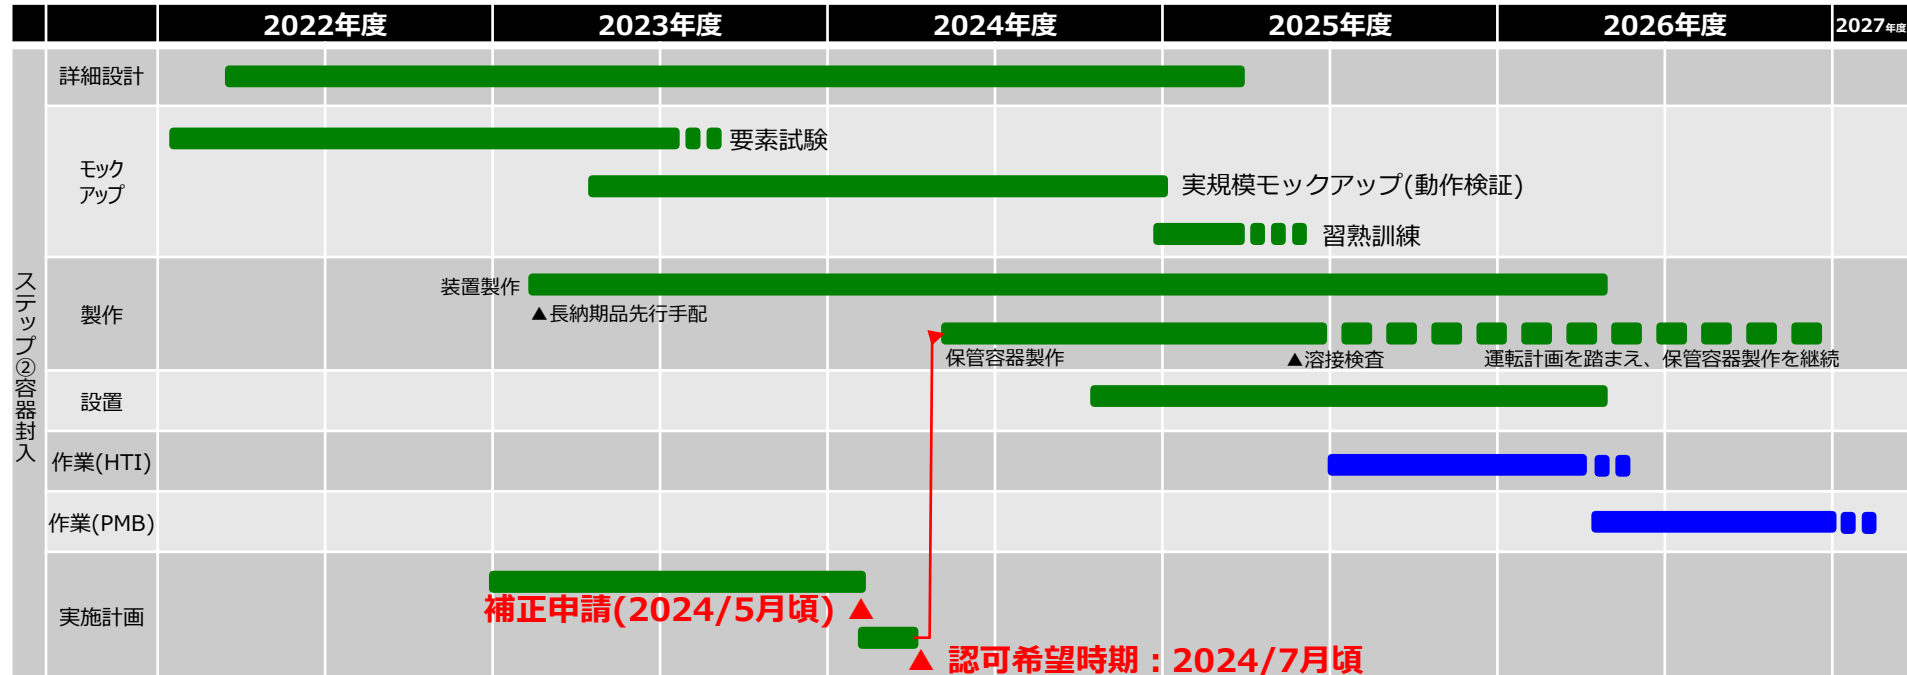 2022年度 2023年度 2024年度 2025年度 2026年度 2027年度
ステップ②容器封入
詳細設計
モック
アップ
要素試験
実規模モックアップ(動作検証)
習熟訓練
製作
装置製作
▲長納期品先行手配
保管容器製作
▲溶接検査
運転計画を踏まえ、保管容器製作を継続
設置
作業(HTI)
作業(PMB)
実施計画
補正申請(2024/5月頃) ▲
▲ 認可希望時期：2024/7月頃